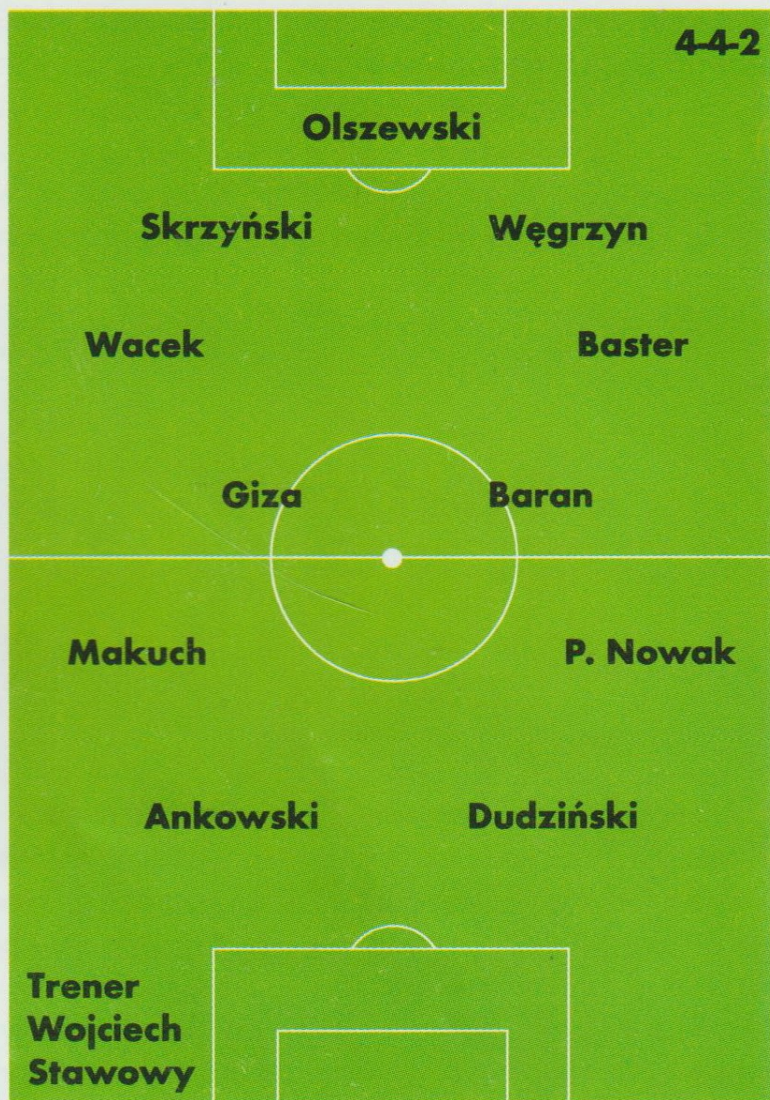 4-4-2
Olszewski
Skrzyński Węgrzyn
Wacek Baster
Giza Baran
Makuch P. Nowak
Ankowski Dudziński
Trener
Wojciech
Stawowy